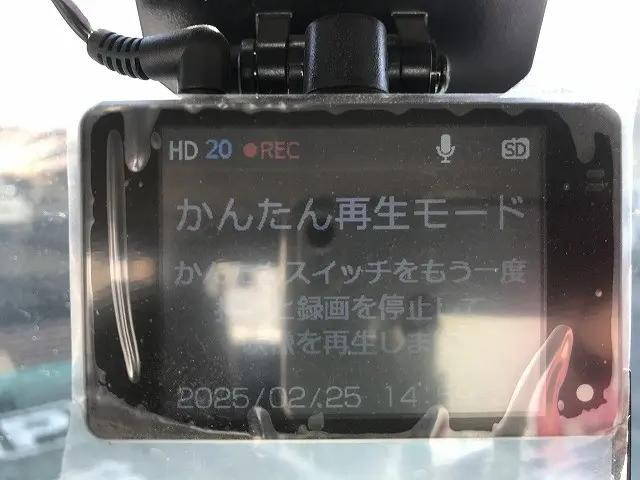 HD 20 REC SD
かんたん再生モード
スイッチをもう一度
録画を停止して
を再生しま
2025/02/25 14: